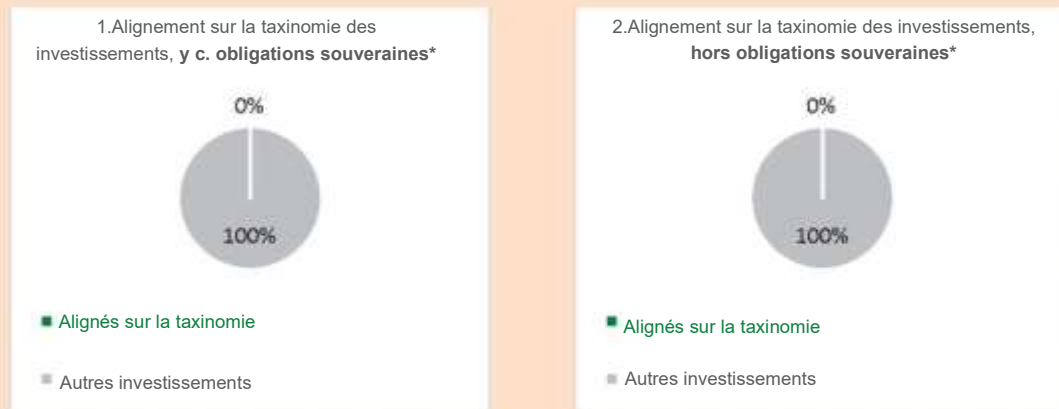 1.Alignement sur la taxinomie des
investissements, y c. obligations souveraines*
0%
100%
Alignés sur la taxinomie
Autres investissements
2.Alignement sur la taxinomie des investissements,
hors obligations souveraines*
0%
100%
Alignés sur la taxinomie
Autres investissements